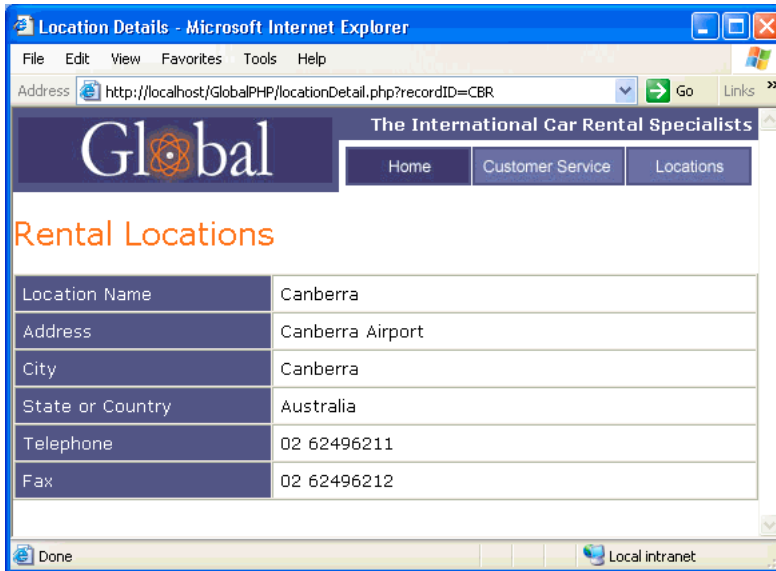 Location Details - Microsoft Internet Explorer
File Edit View Favorites Tools Help
Address http://localhost/GlobalPHP/locationDetail.php?recordID=CBR Go Links »
Global
The International Car Rental Specialists
Home Customer Service Locations
Rental Locations
Location Name Canberra
Address Canberra Airport
City Canberra
State or Country Australia
Telephone 02 62496211
Fax 02 62496212
Done Local intranet